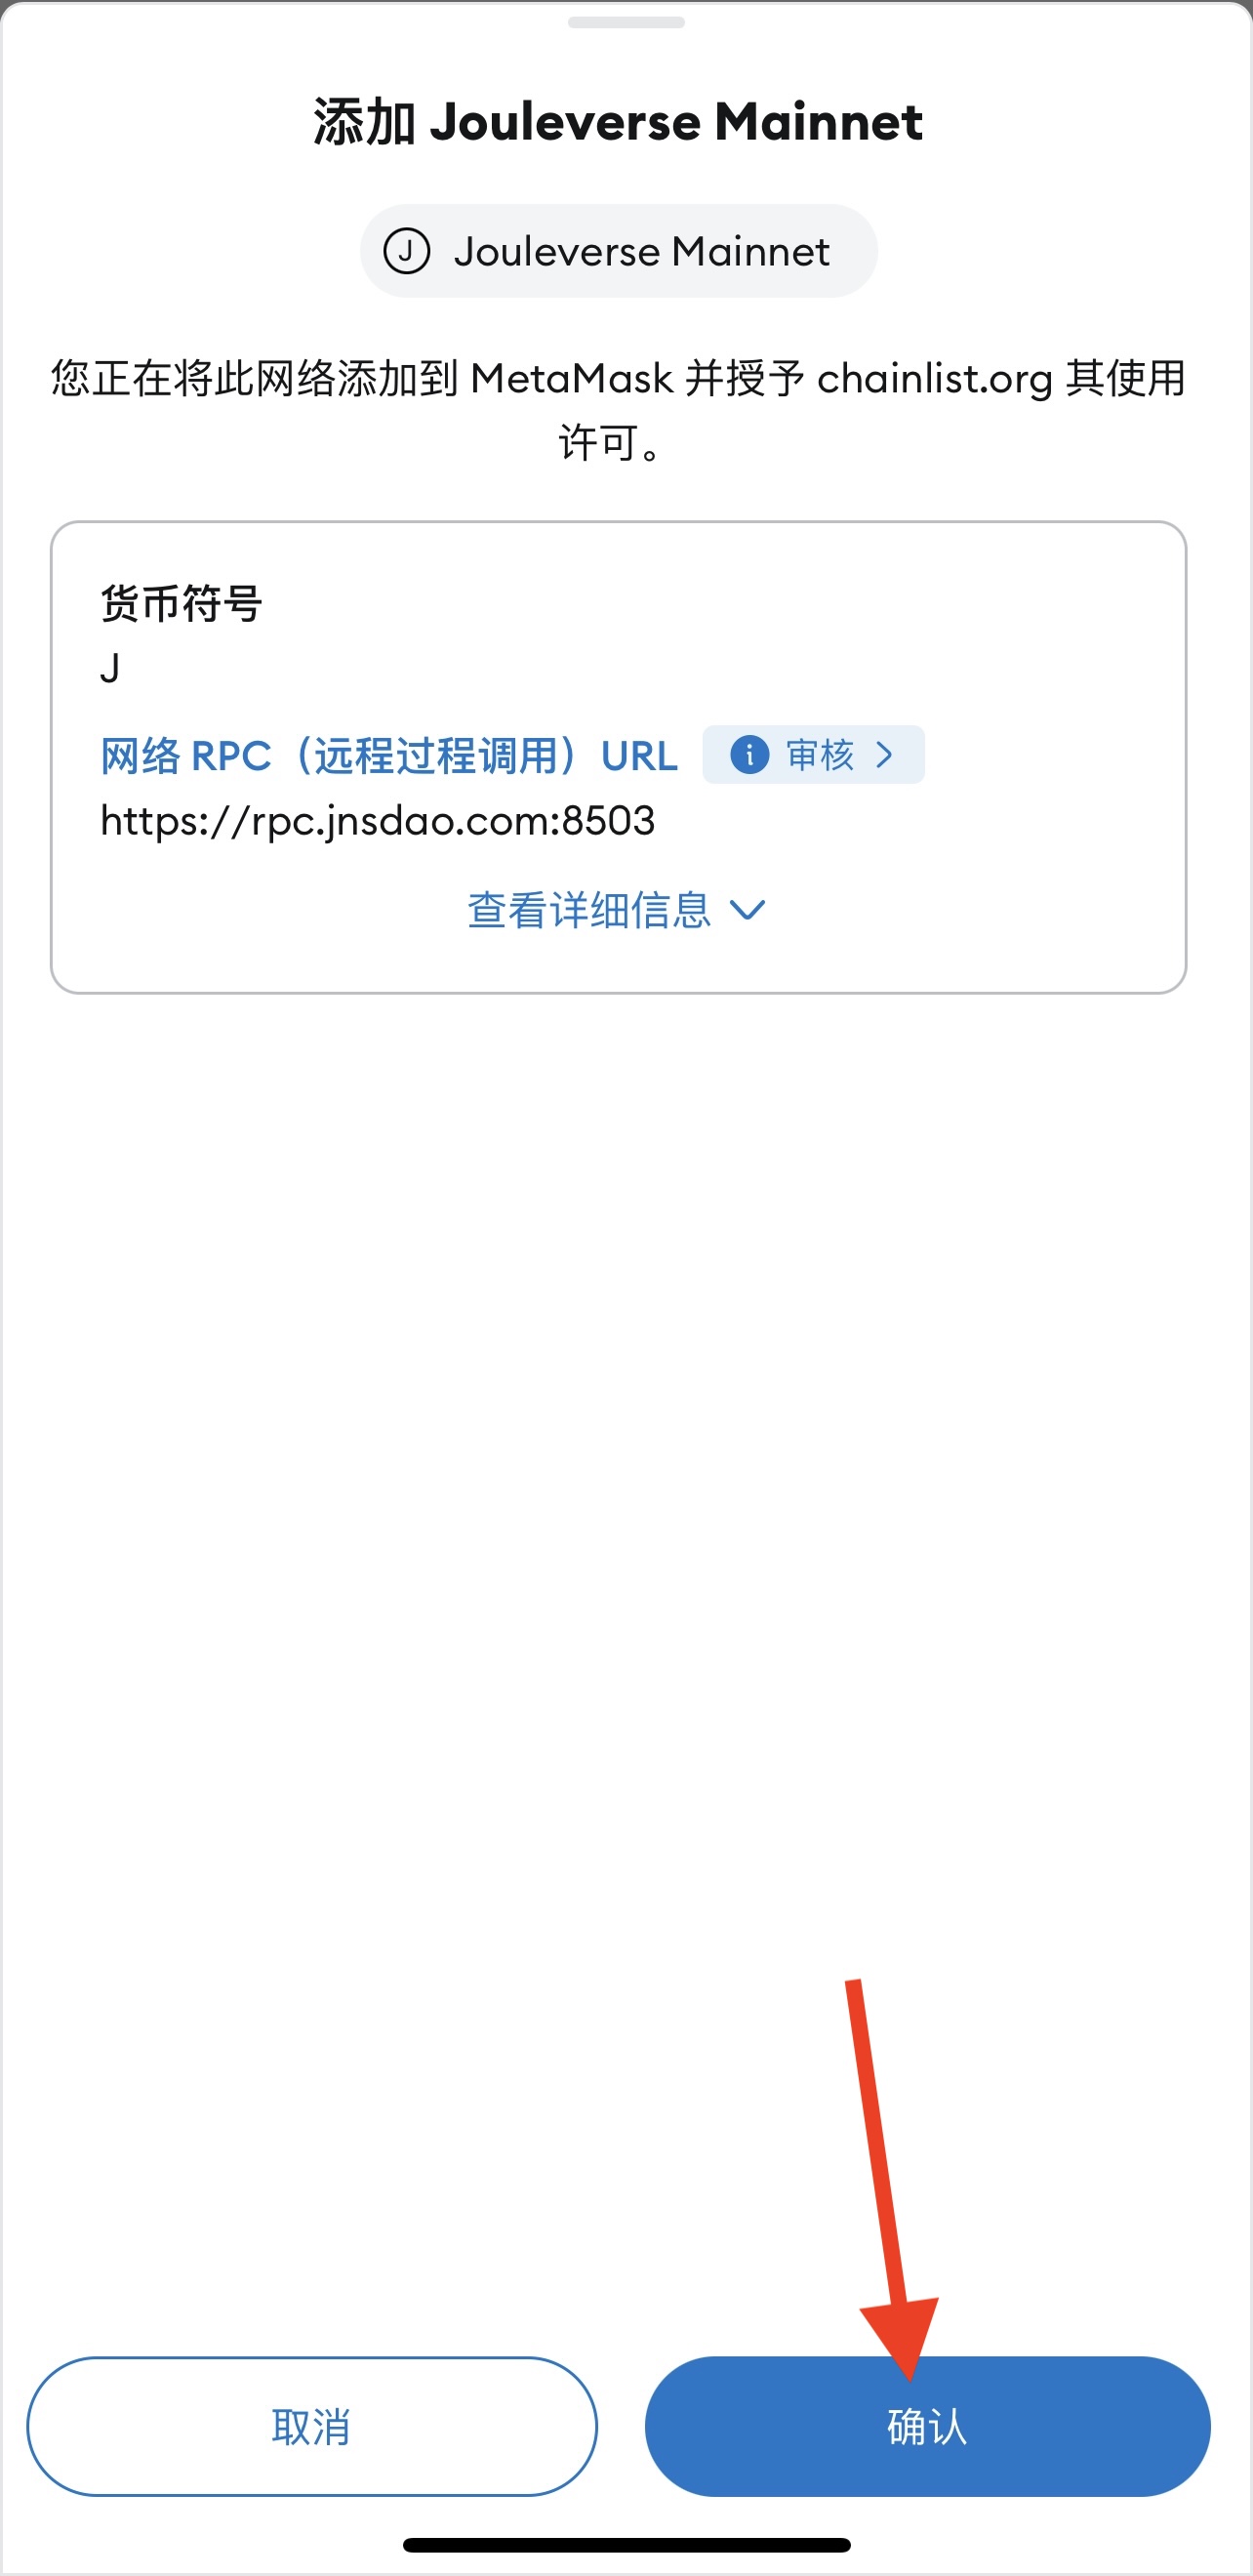 添加 Jouleverse Mainnet
J Jouleverse Mainnet
您正在将此网络添加到 MetaMask 并授予 chainlist.org 其使用
许可。
货币符号
J
网络 RPC（远程过程调用）URL 审核
https://rpc.jnsdao.com:8503
查看详细信息
取消 确认